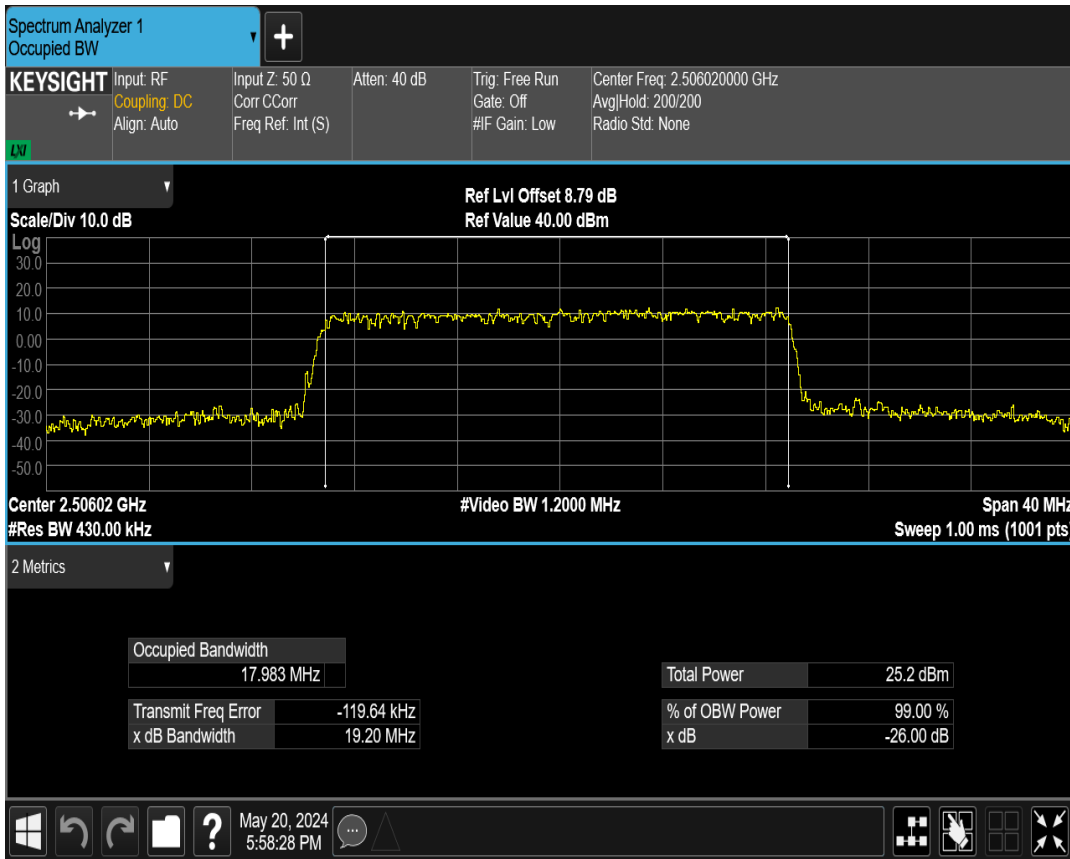 Spectrum Analyzer 1
Occupied BW
KEYSIGHT
LXI
Input: RF
Coupling: DC
Align: Auto
Input Z: 50 Ω
Corr CCorr
Freq Ref: Int (S)
Atten: 40 dB
Trig: Free Run
Gate: Off
#IF Gain: Low
Center Freq: 2.506020000 GHz
Avg|Hold: 200/200
Radio Std: None
1 Graph
Scale/Div 10.0 dB
Ref Lvl Offset 8.79 dB
Ref Value 40.00 dBm
Log
30.0
20.0
10.0
0.00
-10.0
-20.0
-30.0
-40.0
-50.0
Center 2.50602 GHz
#Res BW 430.00 kHz
#Video BW 1.2000 MHz
Span 40 MHz
Sweep 1.00 ms (1001 pts)
2 Metrics
Occupied Bandwidth
17.983 MHz
Transmit Freq Error -119.64 kHz
x dB Bandwidth 19.20 MHz
Total Power 25.2 dBm
% of OBW Power 99.00 %
x dB -26.00 dB
May 20, 2024
5:58:28 PM